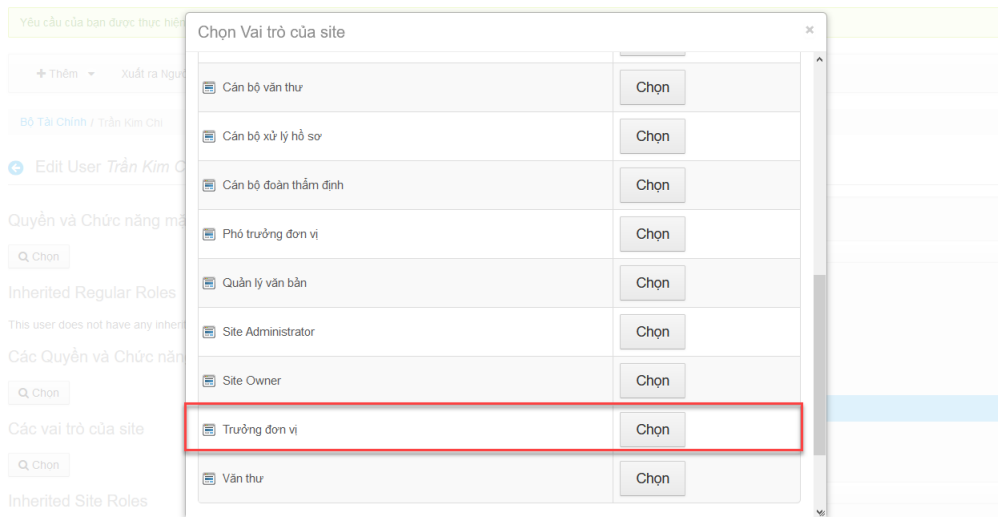 Yêu cầu của bạn được thực hiện
Chọn Vai trò của site
×
Thêm
Xuất ra Ngườ
Cán bộ văn thư Chọn
Bộ Tài Chính / Trần Kim Chi
Cán bộ xử lý hồ sơ Chọn
Edit User Trần Kim C
Cán bộ đoàn thẩm định Chọn
Quyền và Chức năng mặ
Phó trưởng đơn vị Chọn
Chọn
Quản lý văn bản Chọn
Inherited Regular Roles
This user does not have any inherit
Site Administrator Chọn
Các Quyền và Chức năn
Site Owner Chọn
Chọn
Các vai trò của site
Trưởng đơn vị Chọn
Chọn
Văn thư Chọn
Inherited Site Roles